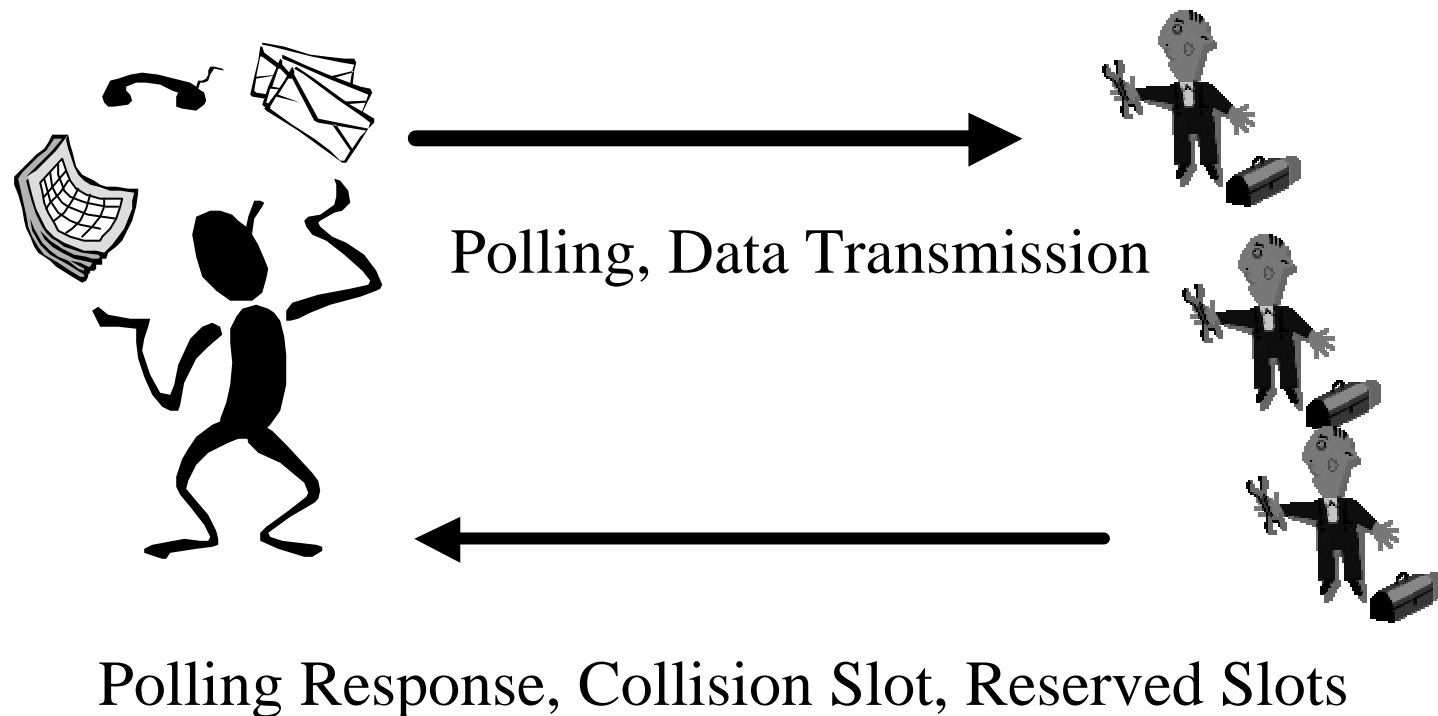 Polling, Data Transmission
Polling Response, Collision Slot, Reserved Slots